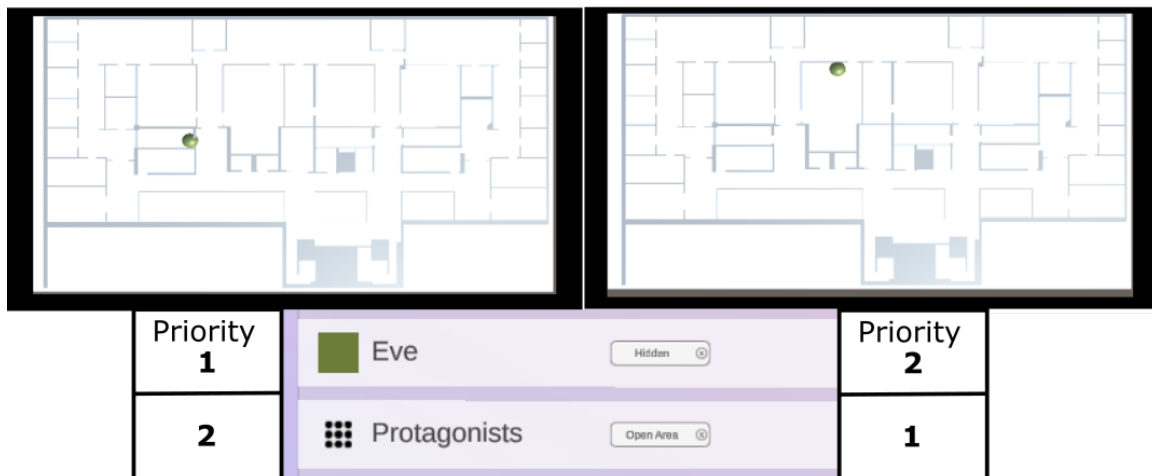 Priority
1
Eve
Hidden
Priority
2
2
Protagonists
Open Area
1